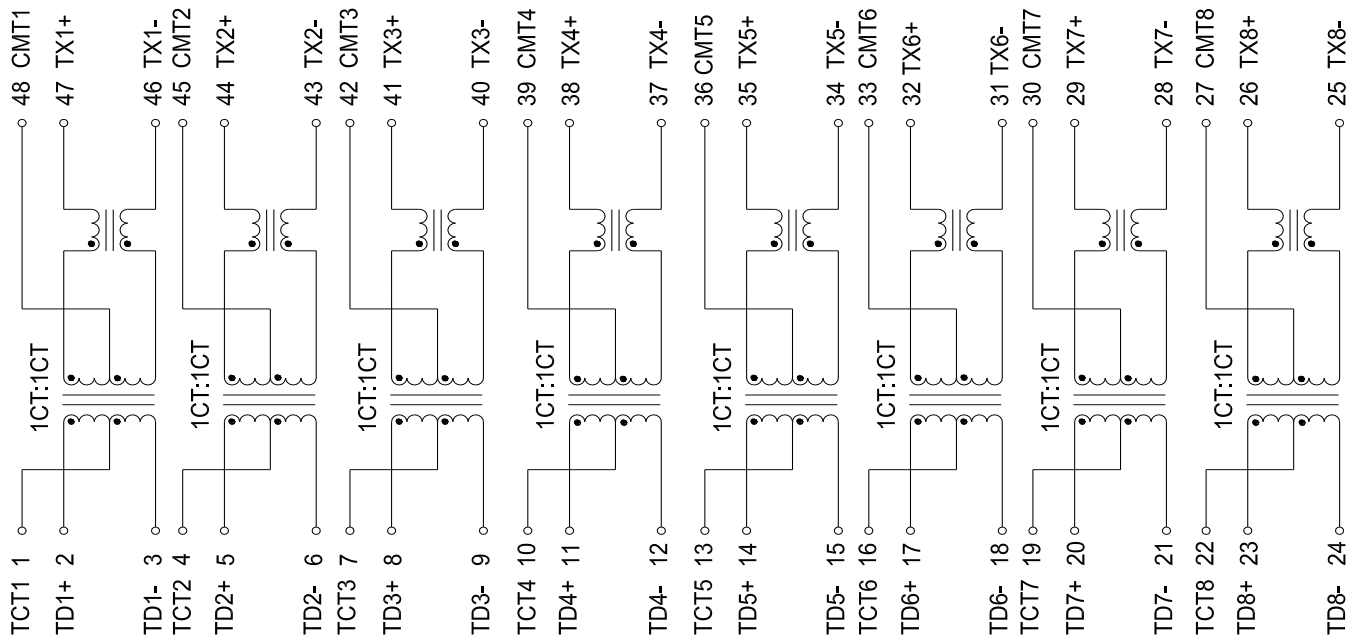 CMT1 48
TX1+ 47
TX1- 46
CMT2 45
TX2+ 44
TX2- 43
CMT3 42
TX3+ 41
TX3- 40
CMT4 39
TX4+ 38
TX4- 37
CMT5 36
TX5+ 35
TX5- 34
CMT6 33
TX6+ 32
TX6- 31
CMT7 30
TX7+ 29
TX7- 28
CMT8 27
TX8+ 26
TX8- 25
1CT:1CT
1CT:1CT
1CT:1CT
1CT:1CT
1CT:1CT
1CT:1CT
1CT:1CT
1CT:1CT
TCT1 1
TD1+ 2
TD1- 3
TCT2 4
TD2+ 5
TD2- 6
TCT3 7
TD3+ 8
TD3- 9
TCT4 10
TD4+ 11
TD4- 12
TCT5 13
TD5+ 14
TD5- 15
TCT6 16
TD6+ 17
TD6- 18
TCT7 19
TD7+ 20
TD7- 21
TCT8 22
TD8+ 23
TD8- 24